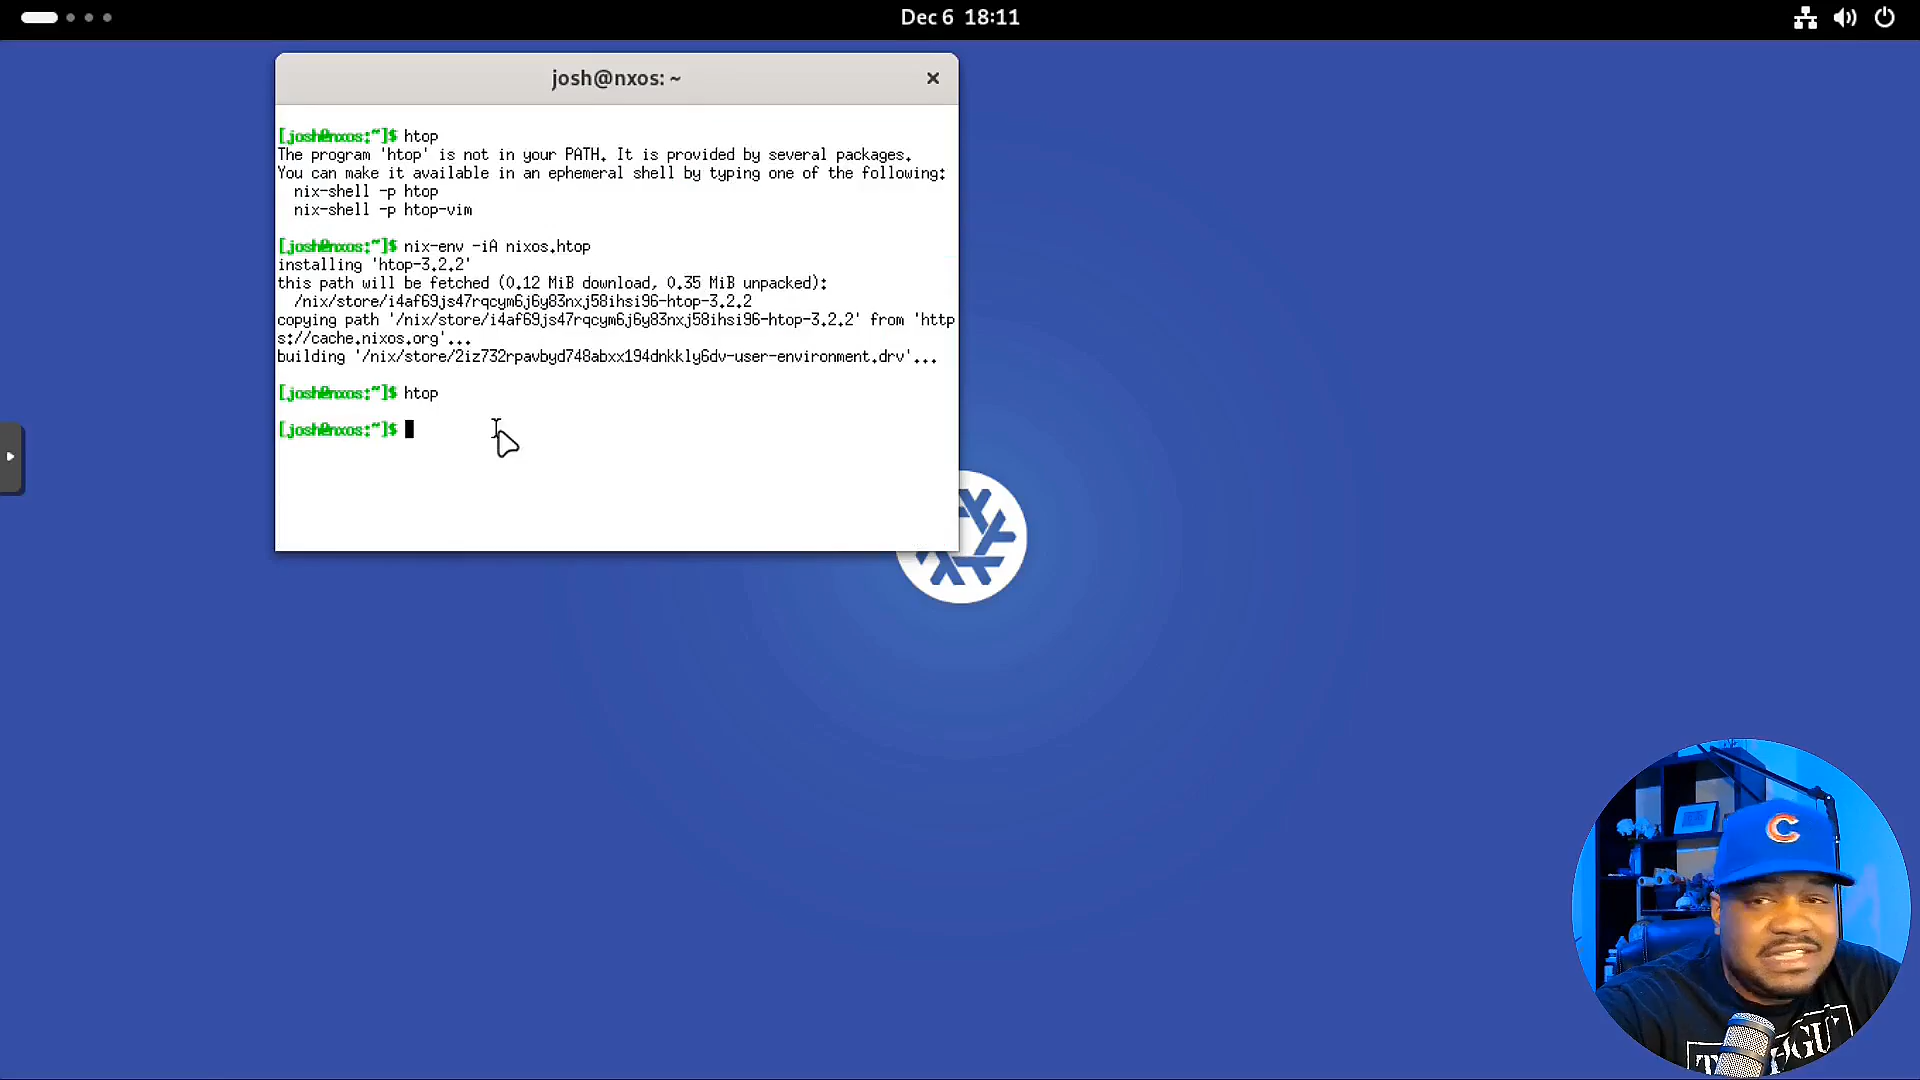 Dec 6 18:11
josh@nxos: ~
[josh@nxos:~]$ htop
The program 'htop' is not in your PATH. It is provided by several packages.
You can make it available in an ephemeral shell by typing one of the following:
nix-shell -p htop
nix-shell -p htop-vim
[josh@nxos:~]$ nix-env -iA nixos.htop
installing 'htop-3.2.2'
this path will be fetched (0.12 MiB download, 0.35 MiB unpacked):
/nix/store/i4af69js47rqcym6j6y83nxj58ihsi96-htop-3.2.2
copying path '/nix/store/i4af69js47rqcym6j6y83nxj58ihsi96-htop-3.2.2' from 'http
s://cache.nixos.org'...
building '/nix/store/2iz732rpavbyd748abxx194dnkkly6dv-user-environment.drv'...
[josh@nxos:~]$ htop
[josh@nxos:~]$
C